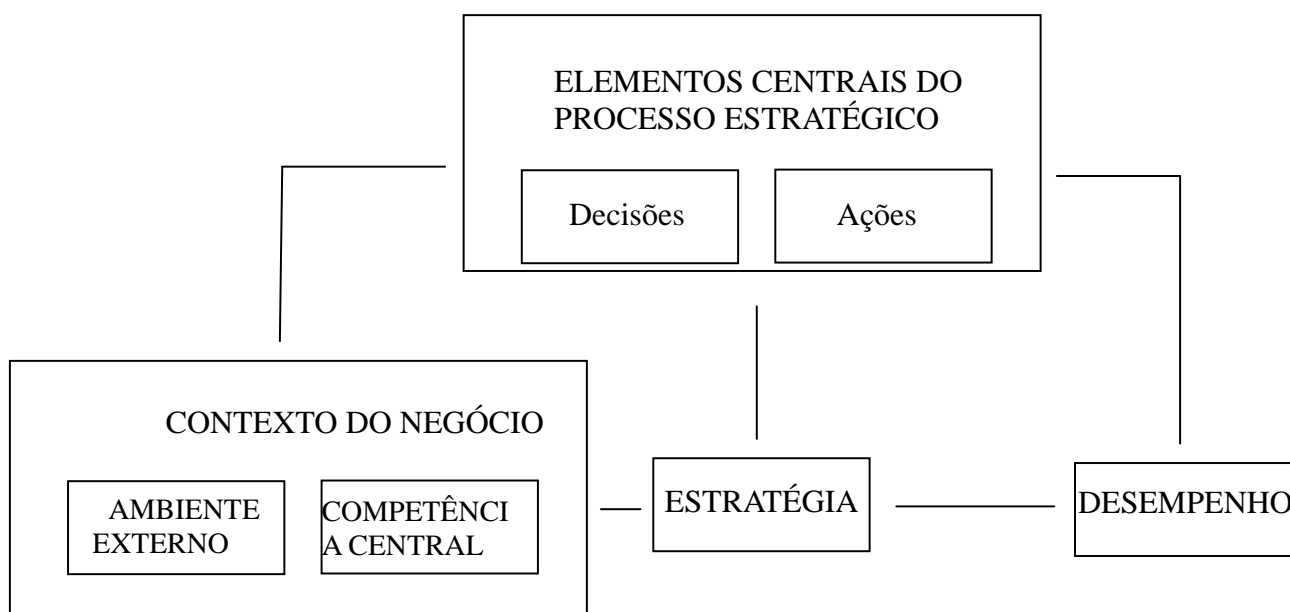 ELEMENTOS CENTRAIS DO
PROCESSO ESTRATÉGICO
Decisões
Ações
CONTEXTO DO NEGÓCIO
AMBIENTE
EXTERNO
COMPETÊNCI
A CENTRAL
ESTRATÉGIA
DESEMPENHO